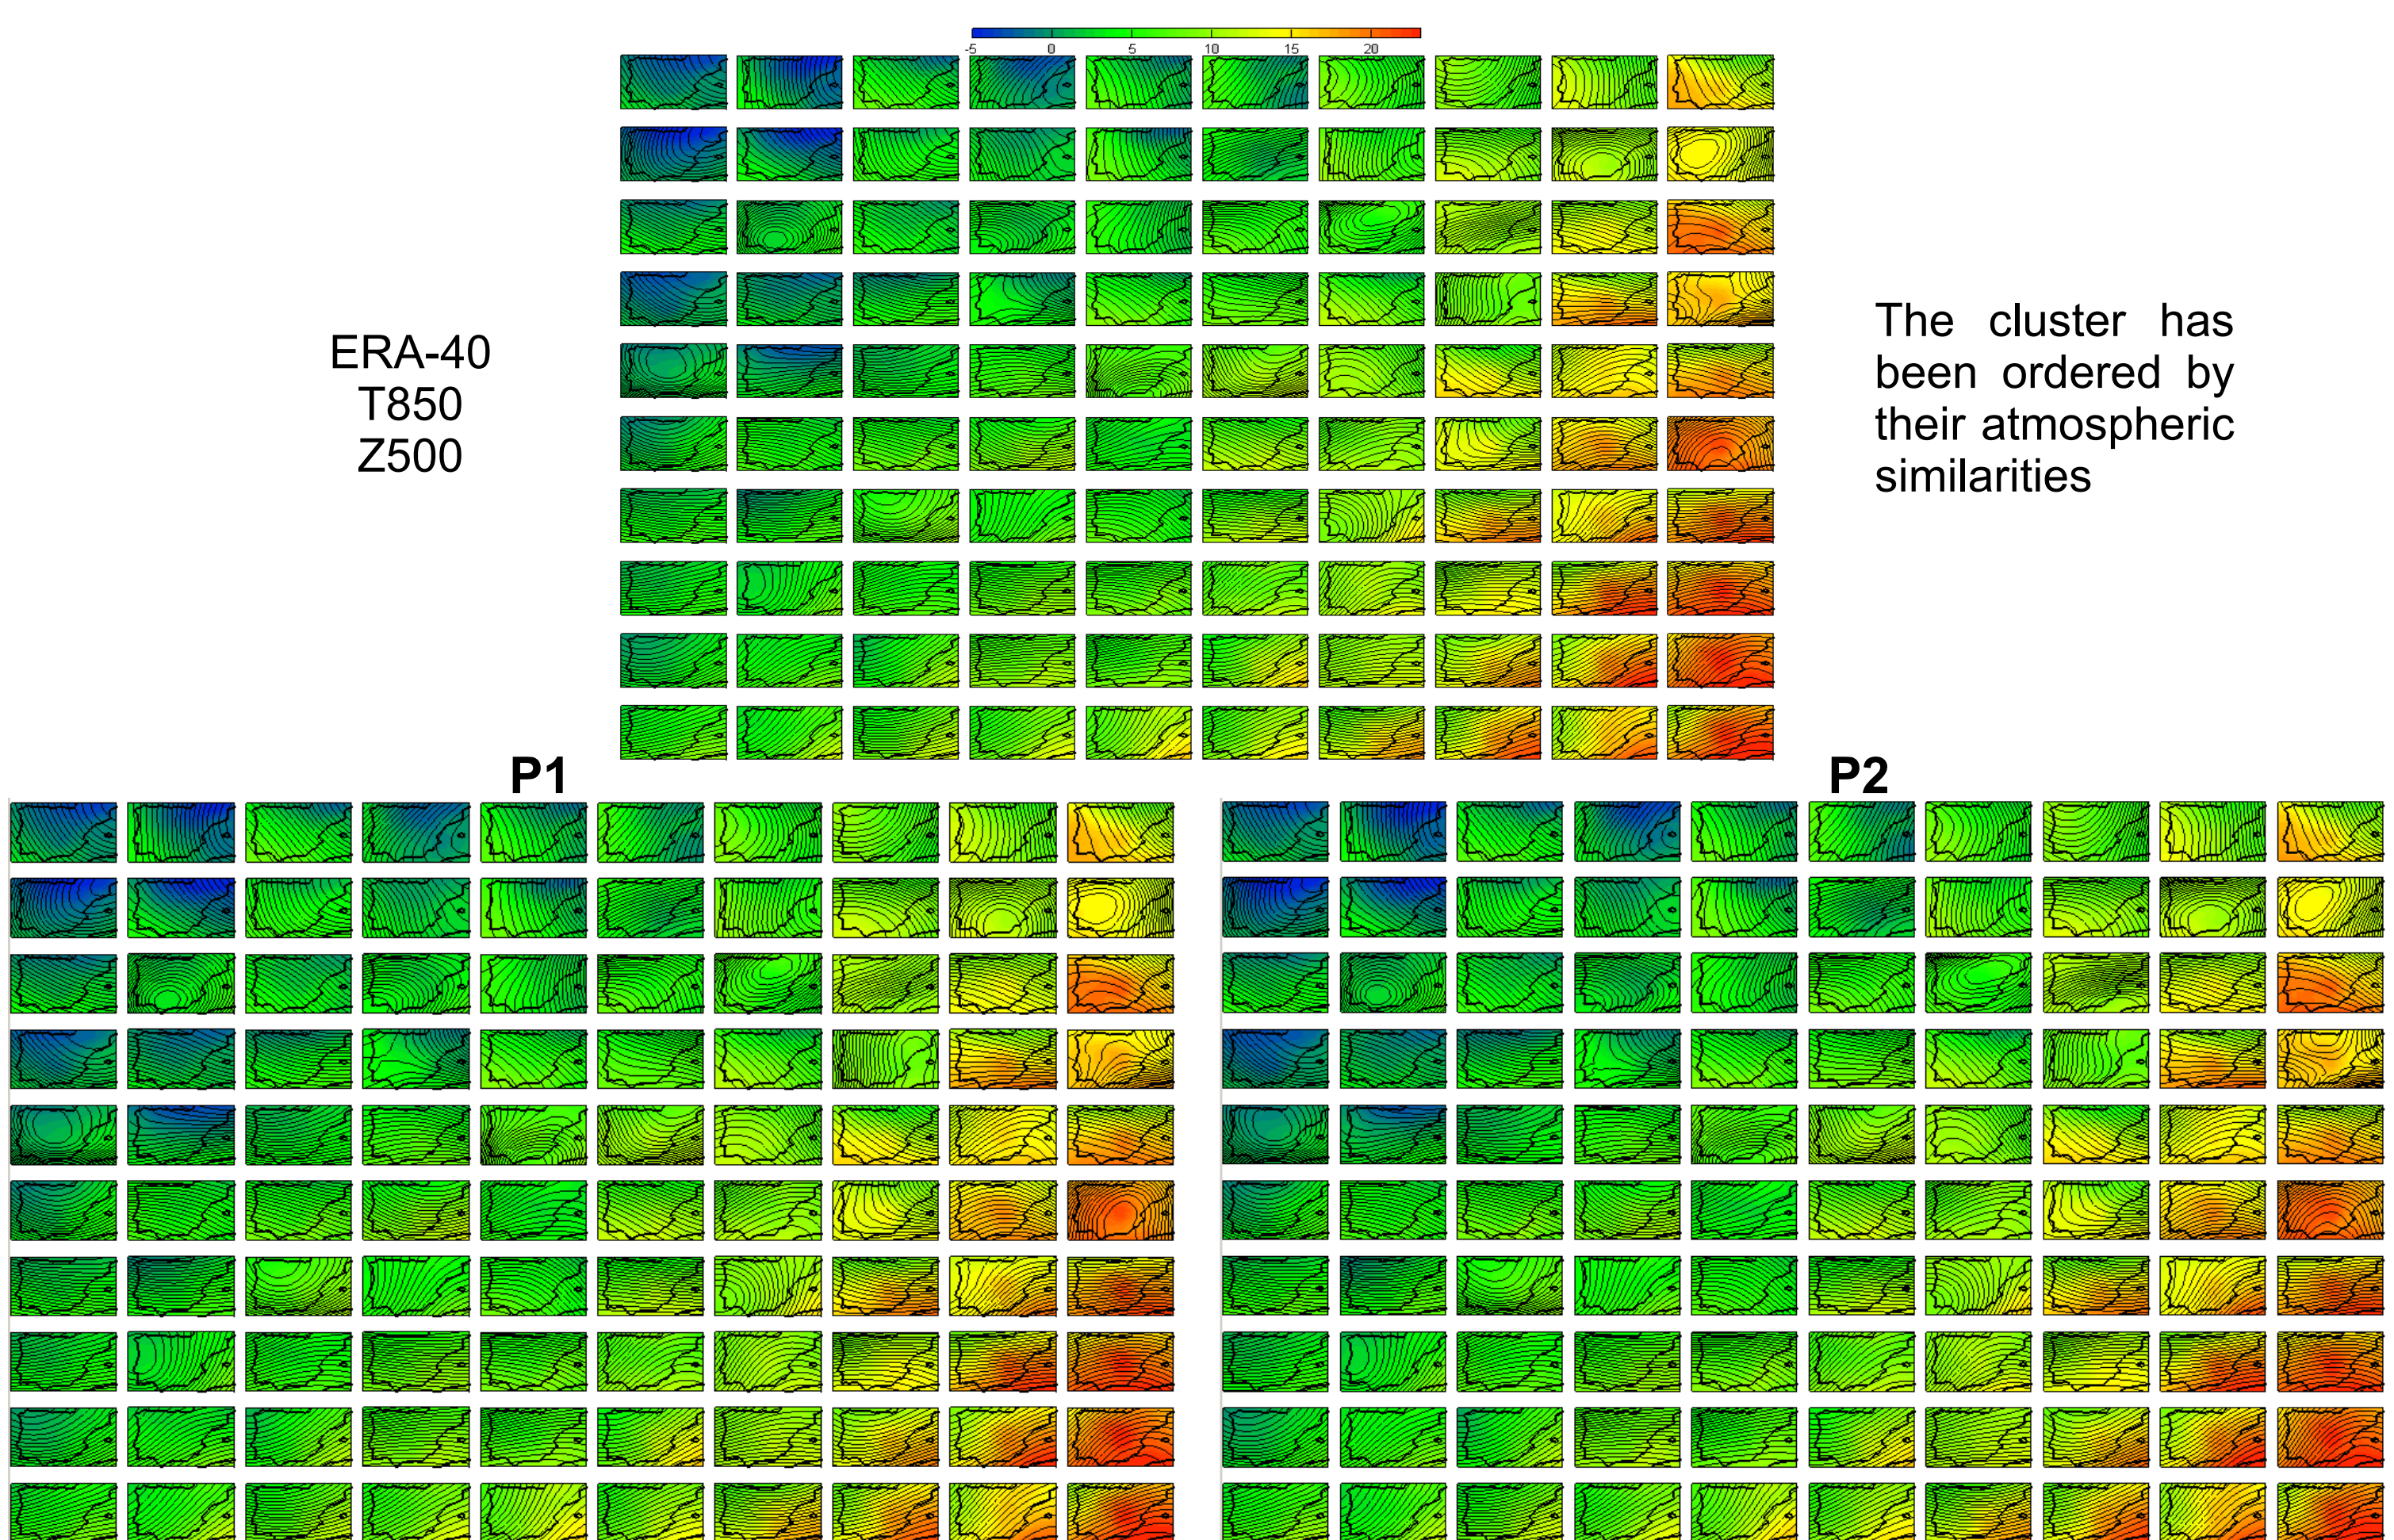 -5 0 5 10 15 20
ERA-40
T850
Z500
The cluster has
been ordered by
their atmospheric
similarities
P1
P2